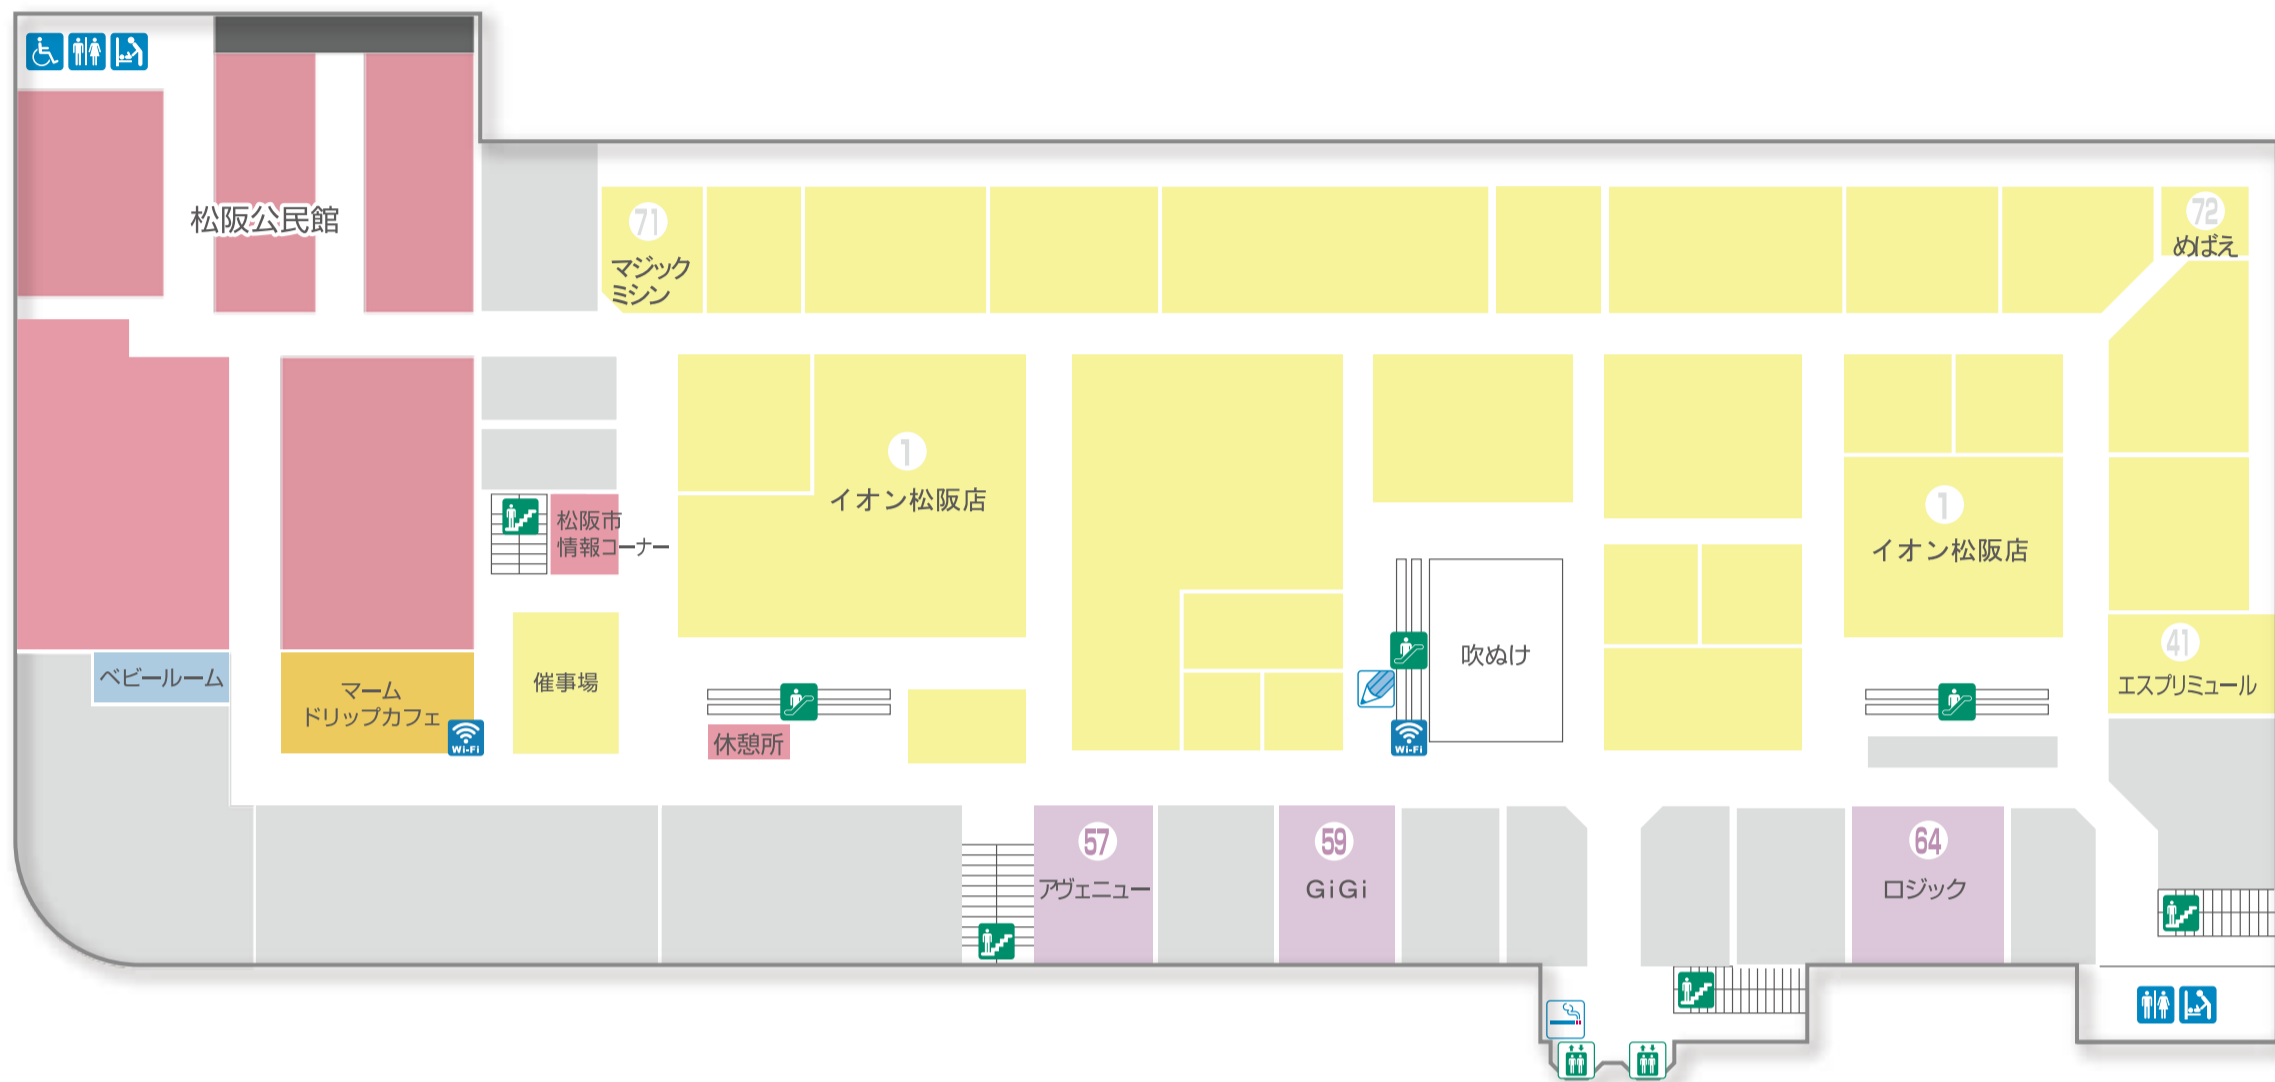 松阪公民館
71
マジック
ミシン
72
めばえ
1
イオン松阪店
1
イオン松阪店
松阪市
情報コーナー
吹ぬけ
41
エスプリミュール
ベビールーム
マーム
ドリップカフェ
Wi-Fi
催事場
休憩所
Wi-Fi
57
アヴェニュー
59
GiGi
64
ロジック